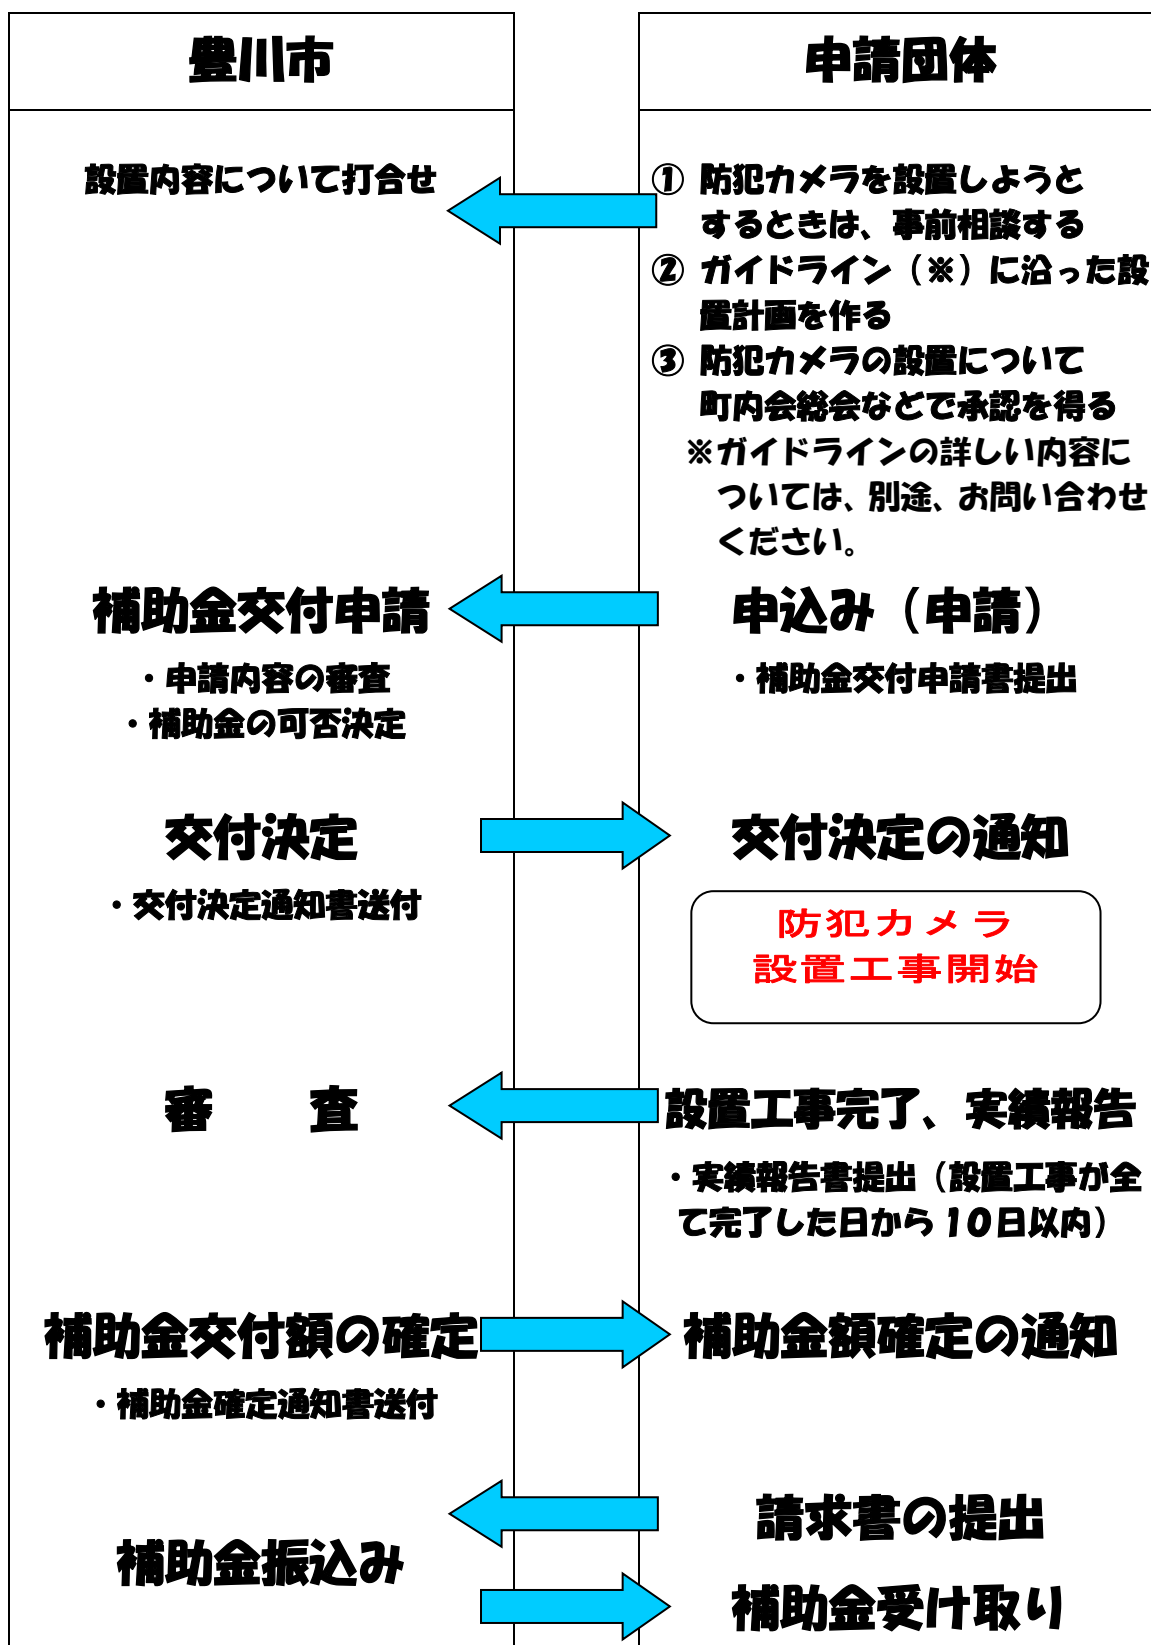 豊川市
申請団体
設置内容について打合せ
① 防犯カメラを設置しようと
するときは、事前相談する
② ガイドライン（※）に沿った設
置計画を作る
③ 防犯カメラの設置について
町内会総会などで承認を得る
※ガイドラインの詳しい内容に
ついては、別途、お問い合わせ
ください。
補助金交付申請
・申請内容の審査
・補助金の可否決定
申込み（申請）
・補助金交付申請書提出
交付決定
・交付決定通知書送付
交付決定の通知
防犯カメラ
設置工事開始
審　査
設置工事完了、実績報告
・実績報告書提出（設置工事が全
て完了した日から10日以内）
補助金交付額の確定
・補助金確定通知書送付
補助金額確定の通知
請求書の提出
補助金振込み
補助金受け取り